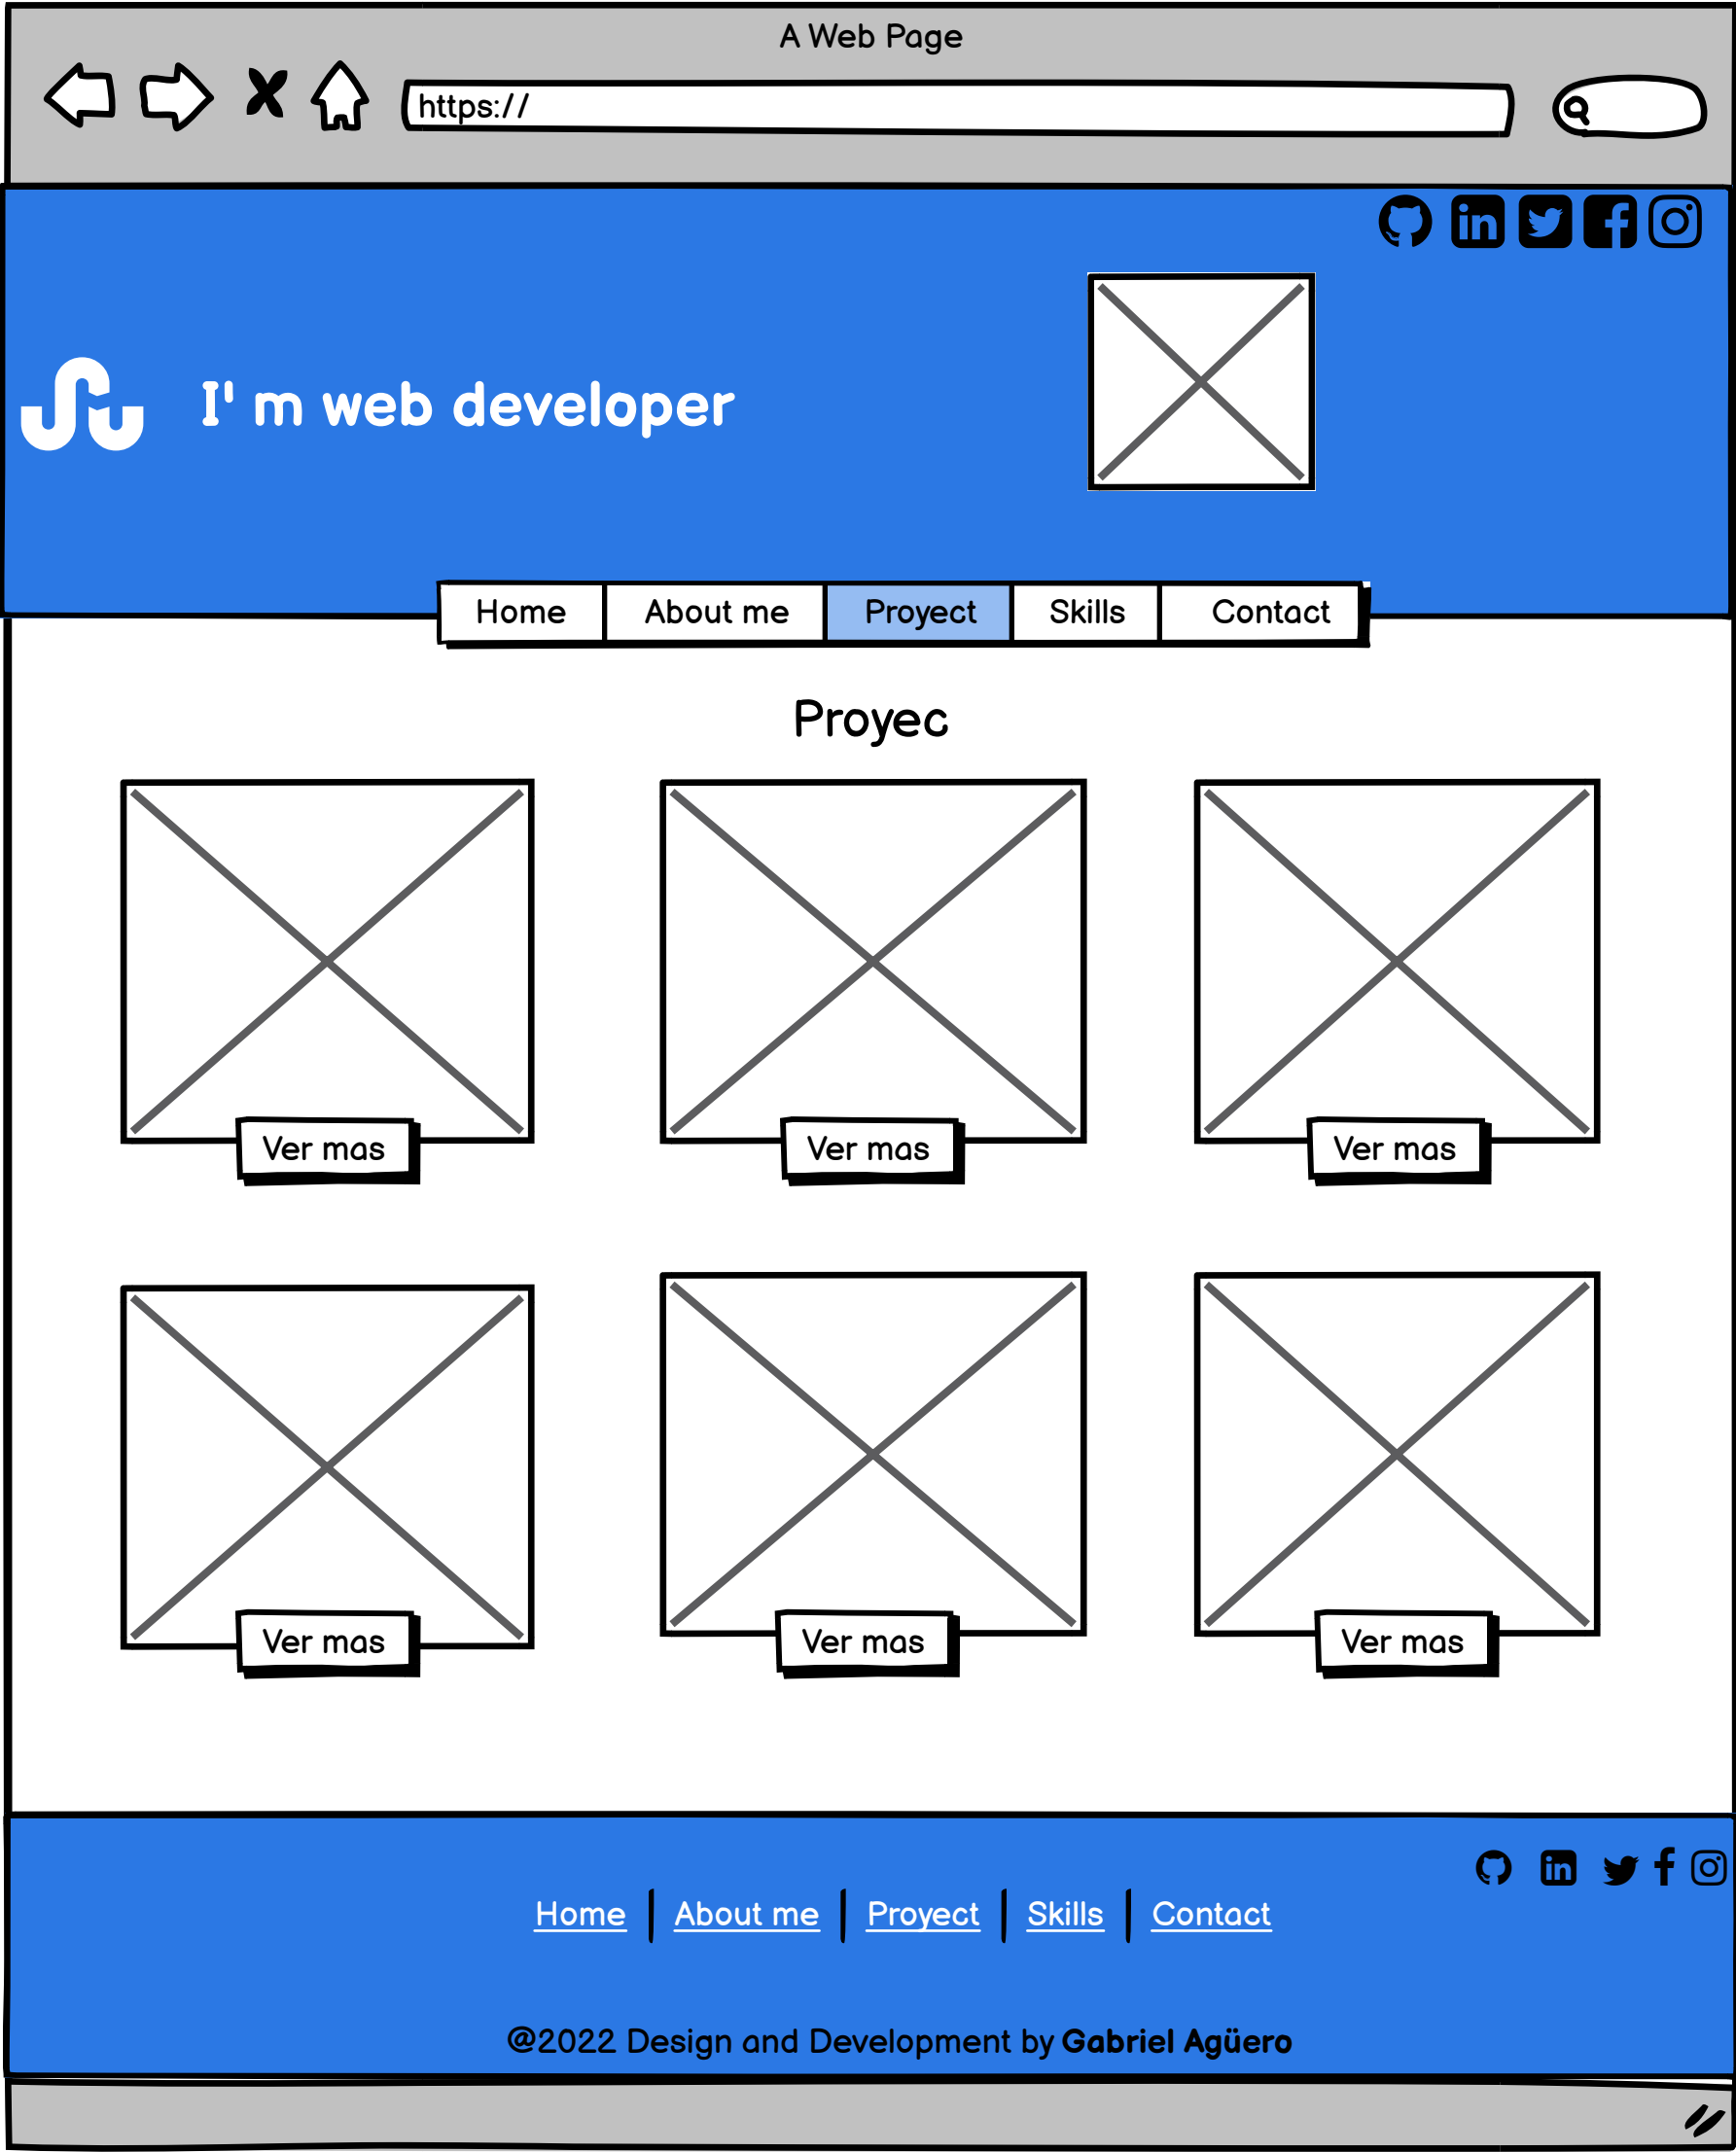 A Web Page
https://
I'm web developer
Home About me Proyect Skills Contact
Proyec
Ver mas Ver mas Ver mas
Ver mas Ver mas Ver mas
Home About me Proyect Skills Contact
@2022 Design and Development by Gabriel Agüero